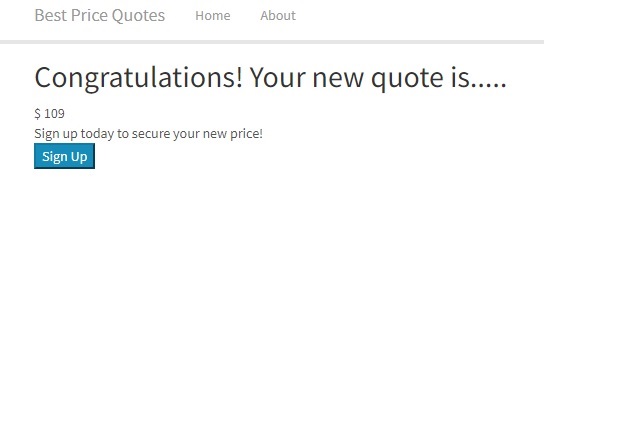 Best Price Quotes Home About
Congratulations! Your new quote is.....
$ 109
Sign up today to secure your new price!
Sign Up